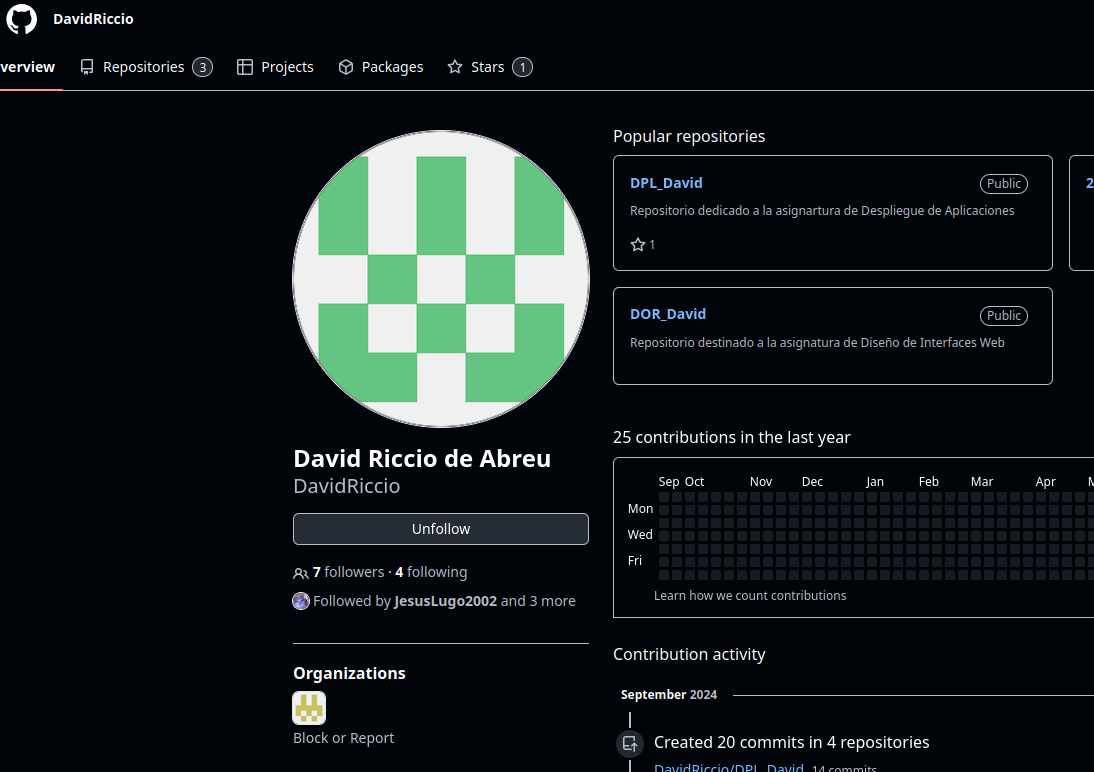 DavidRiccio
verview
Repositories 3
Projects
Packages
Stars 1
David Riccio de Abreu
DavidRiccio
Unfollow
7 followers · 4 following
Followed by JesusLugo2002 and 3 more
Organizations
Block or Report
Popular repositories
DPL_David
Public
Repositorio dedicado a la asignartura de Despliegue de Aplicaciones
1
2
DOR_David
Public
Repositorio destinado a la asignatura de Diseño de Interfaces Web
25 contributions in the last year
Sep Oct Nov Dec Jan Feb Mar Apr M
Mon
Wed
Fri
Learn how we count contributions
Contribution activity
September 2024
Created 20 commits in 4 repositories
DavidRiccio/DPL_David 14 commits